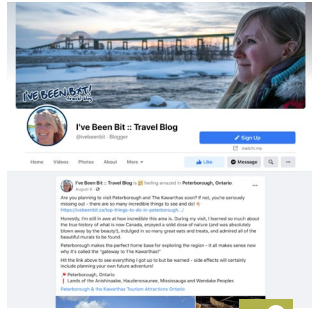 I'VE BEEN BIT!
travel blog
I've Been Bit :: Travel Blog
@ivebeenbit · Blogger
Sign Up
Home Videos Photos About More
Like Message
I've Been Bit :: Travel Blog is feeling amazed in Peterborough, Ontario.
August 6
Are you planning to visit Peterborough and The Kawarthas soon? If not, you're seriously
missing out - there are so many incredible things to see and do!
https://ivebeenbit.ca/top-things-to-do-in-peterborough...
Honestly, I'm still in awe at how incredible this area is. During my visit, I learned so much about
the true history of what is now Canada, enjoyed a solid dose of nature (and was absolutely
blown away by the beauty), indulged in so many great eats and treats, and admired all of the
beautiful murals to be found.
Peterborough makes the perfect home base for exploring the region - it all makes sense now
why it's called the "gateway to The Kawarthas!"
Hit the link above to see everything I got up to but be warned - side effects will certainly
include planning your own future adventure!
Peterborough, Ontario
Lands of the Anishinaabe, Haudenosaunee, Mississauga and Wendake Peoples
Peterborough & the Kawarthas Tourism Attractions Ontario